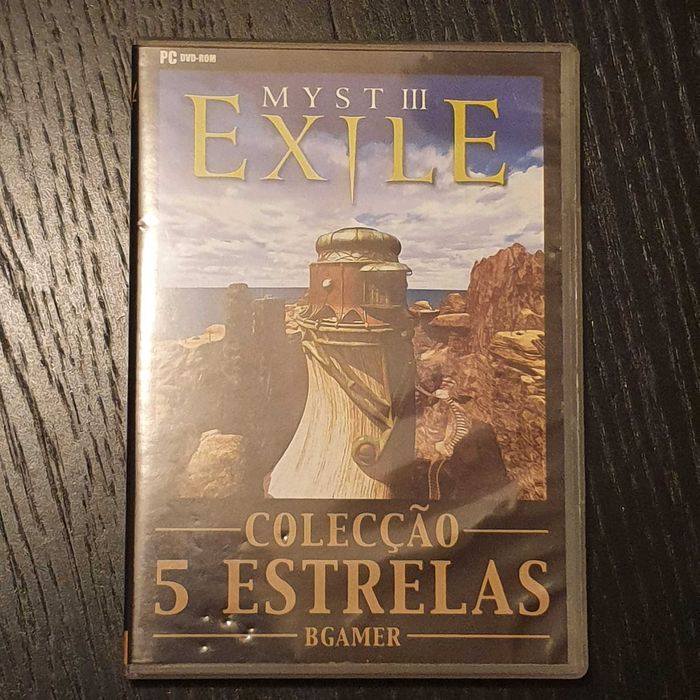 PC DVD-ROM
MYST III
EXILE
COLECÇÃO
5 ESTRELAS
BGAMER